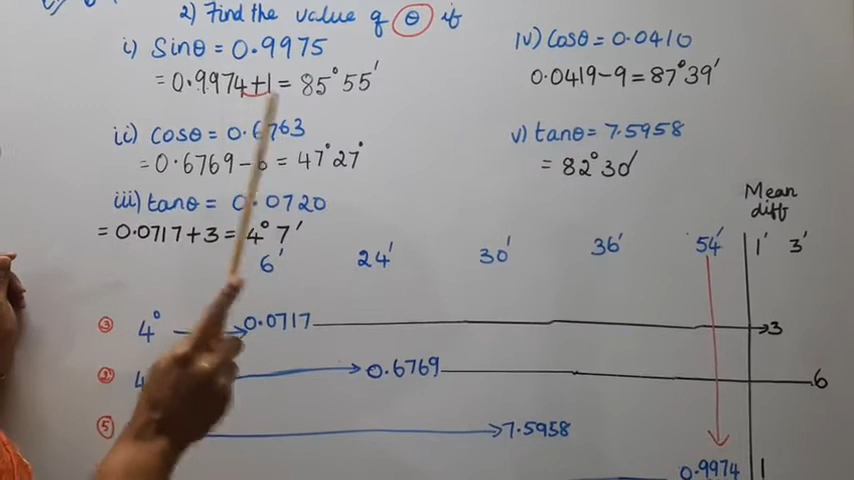 2) Find the value of θ if
i) Sinθ = 0.9975
= 0.9974+1 = 85°55'
ii) cosθ = 0.6763
= 0.6769-6 = 47°27°
iii) tanθ = 0.0720
= 0.0717+3 = 4°7'
iv) cosθ = 0.0410
0.0419-9 = 87°39'
v) tanθ = 7.5958
= 82°30'
Mean diff
6' 24' 30' 36' 54' 1' 3'
③ 4° 0.0717 3
② 4 0.6769 6
⑤ 7.5958
0.9974 1